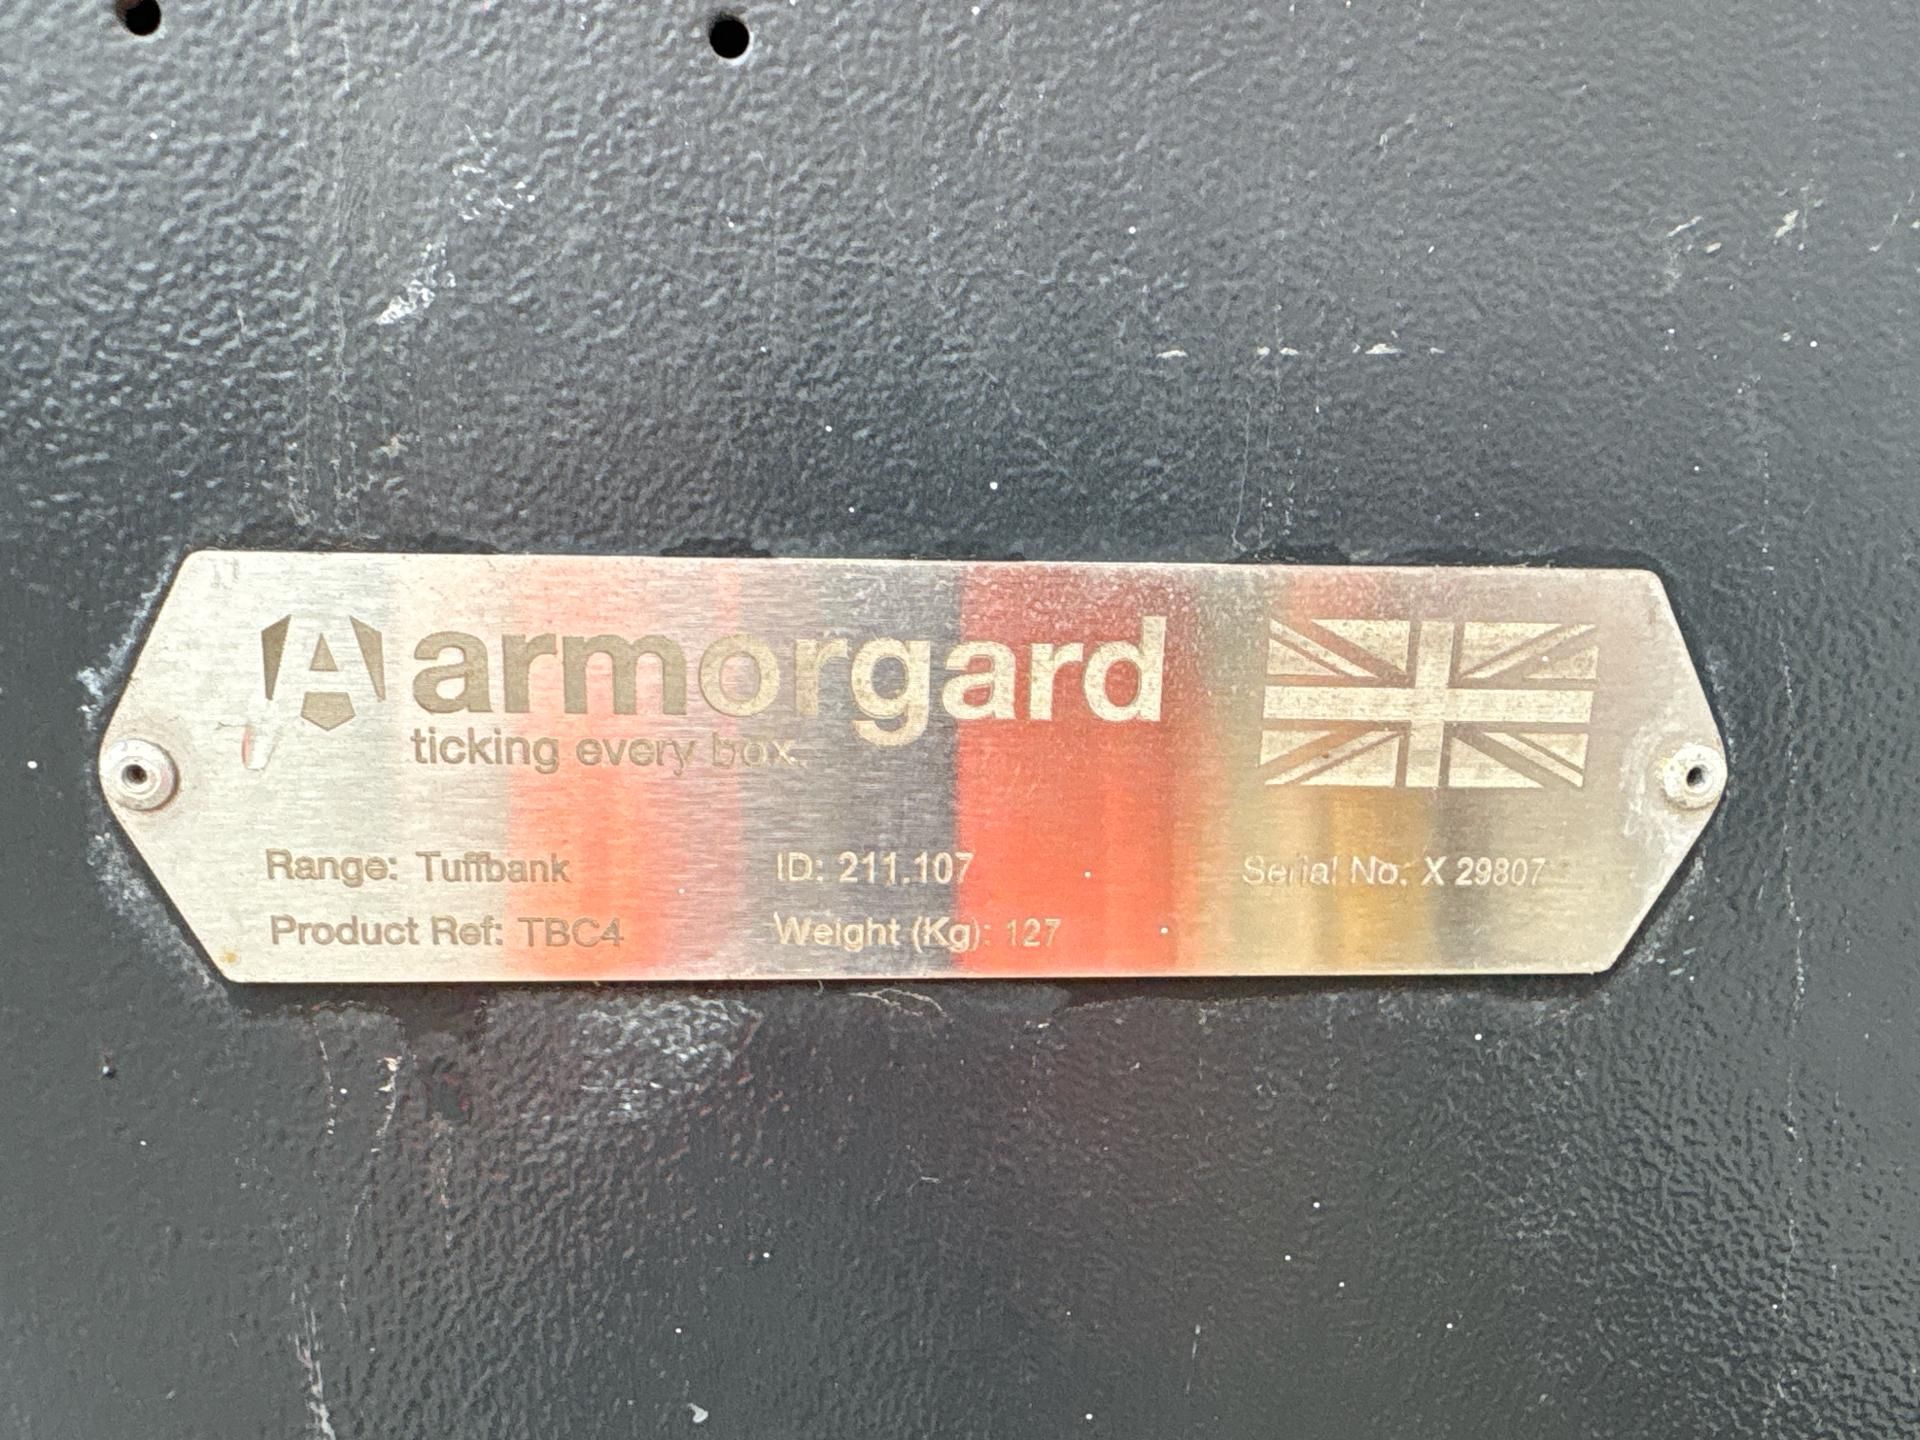 armorgard
ticking every box.
Range: Tuffbank ID: 211.107 Serial No. X 29807
Product Ref: TBC4 Weight (Kg): 127